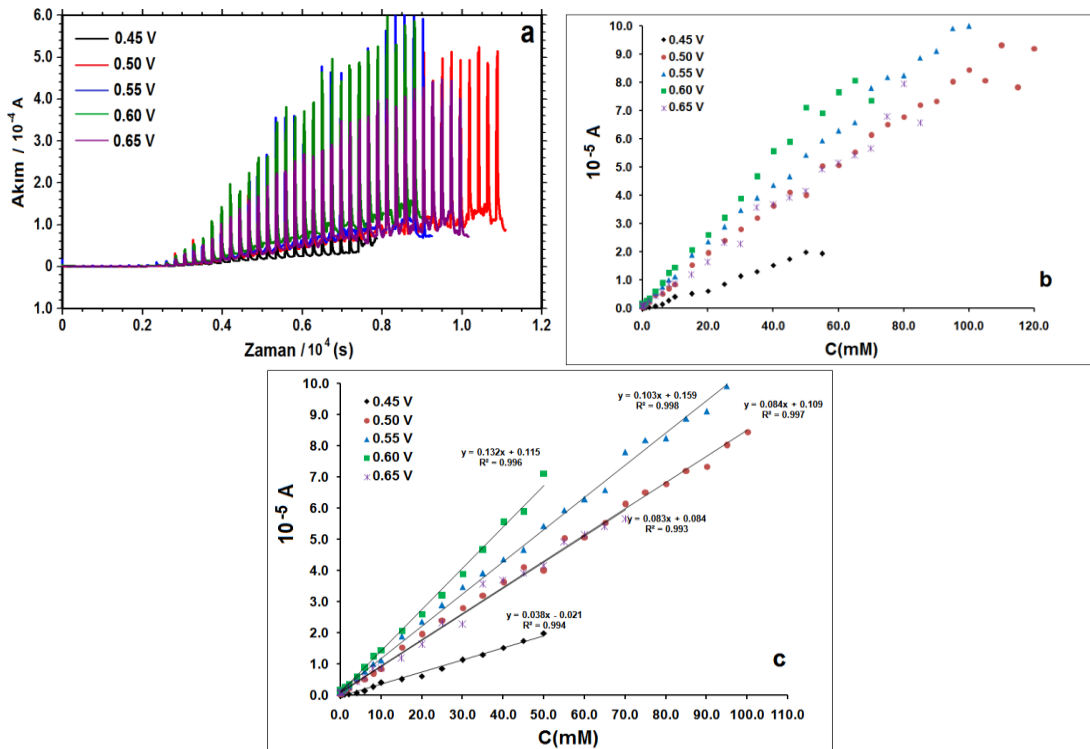 a
0.45 V
0.50 V
0.55 V
0.60 V
0.65 V
Akım / 10⁻⁴ A
6.0
5.0
4.0
3.0
2.0
1.0
0
1.0
0
0.2
0.4
0.6
0.8
1.0
1.2
Zaman / 10⁴ (s)
b
0.45 V
0.50 V
0.55 V
0.60 V
0.65 V
10⁻⁵ A
10.0
9.0
8.0
7.0
6.0
5.0
4.0
3.0
2.0
1.0
0.0
0.0
20.0
40.0
60.0
80.0
100.0
120.0
C(mM)
c
0.45 V
0.50 V
0.55 V
0.60 V
0.65 V
10⁻⁵ A
10.0
9.0
8.0
7.0
6.0
5.0
4.0
3.0
2.0
1.0
0.0
y = 0.103x + 0.159
R² = 0.998
y = 0.084x + 0.109
R² = 0.997
y = 0.132x + 0.115
R² = 0.996
y = 0.083x + 0.084
R² = 0.993
y = 0.038x - 0.021
R² = 0.994
0.0
10.0
20.0
30.0
40.0
50.0
60.0
70.0
80.0
90.0
100.0
110.0
C(mM)